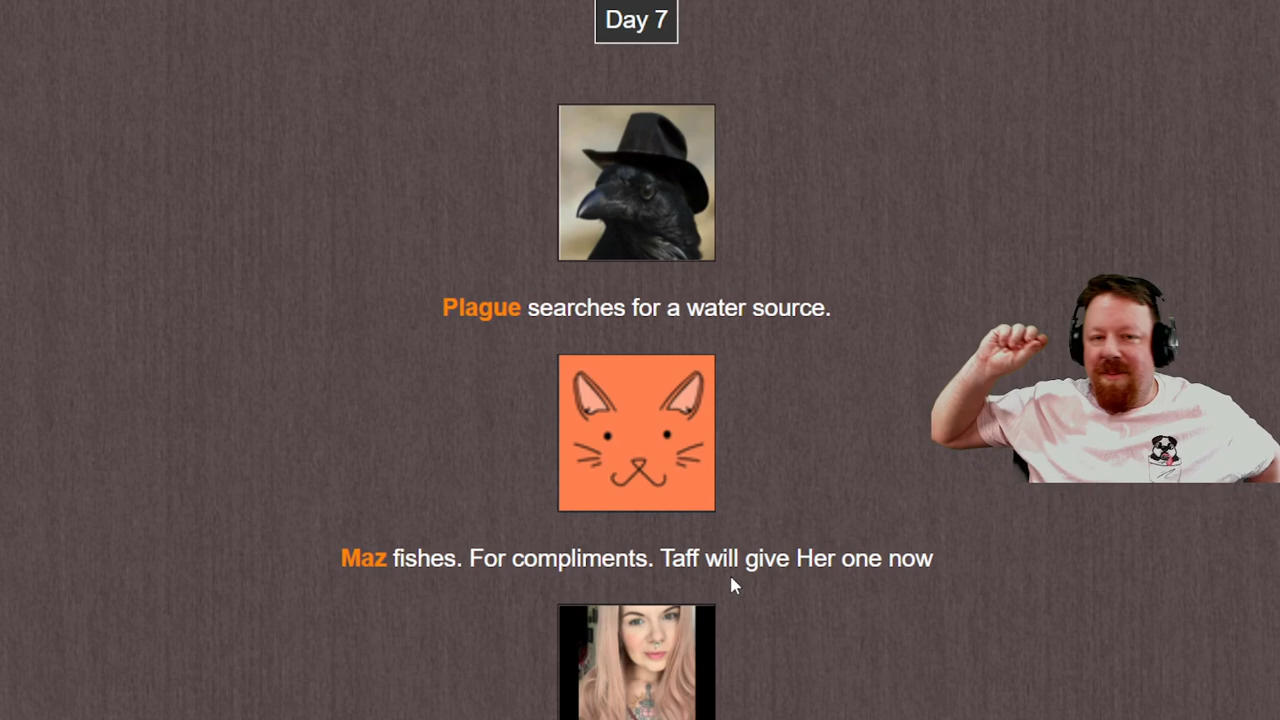 Day 7
Plague searches for a water source.
Maz fishes. For compliments. Taff will give Her one now